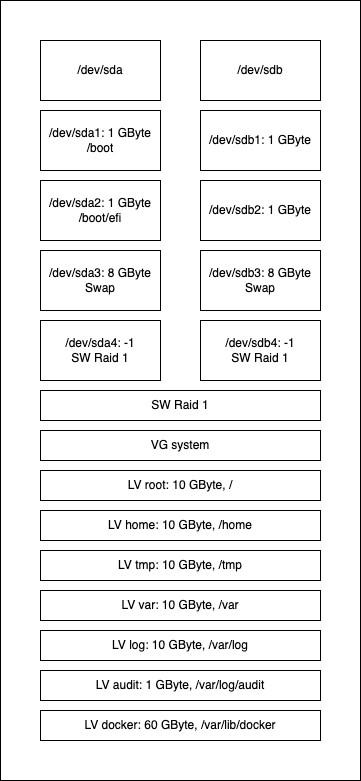 /dev/sda
/dev/sdb
/dev/sda1: 1 GByte
/boot
/dev/sdb1: 1 GByte
/dev/sda2: 1 GByte
/boot/efi
/dev/sdb2: 1 GByte
/dev/sda3: 8 GByte
Swap
/dev/sdb3: 8 GByte
Swap
/dev/sda4: -1
SW Raid 1
/dev/sdb4: -1
SW Raid 1
SW Raid 1
VG system
LV root: 10 GByte, /
LV home: 10 GByte, /home
LV tmp: 10 GByte, /tmp
LV var: 10 GByte, /var
LV log: 10 GByte, /var/log
LV audit: 1 GByte, /var/log/audit
LV docker: 60 GByte, /var/lib/docker